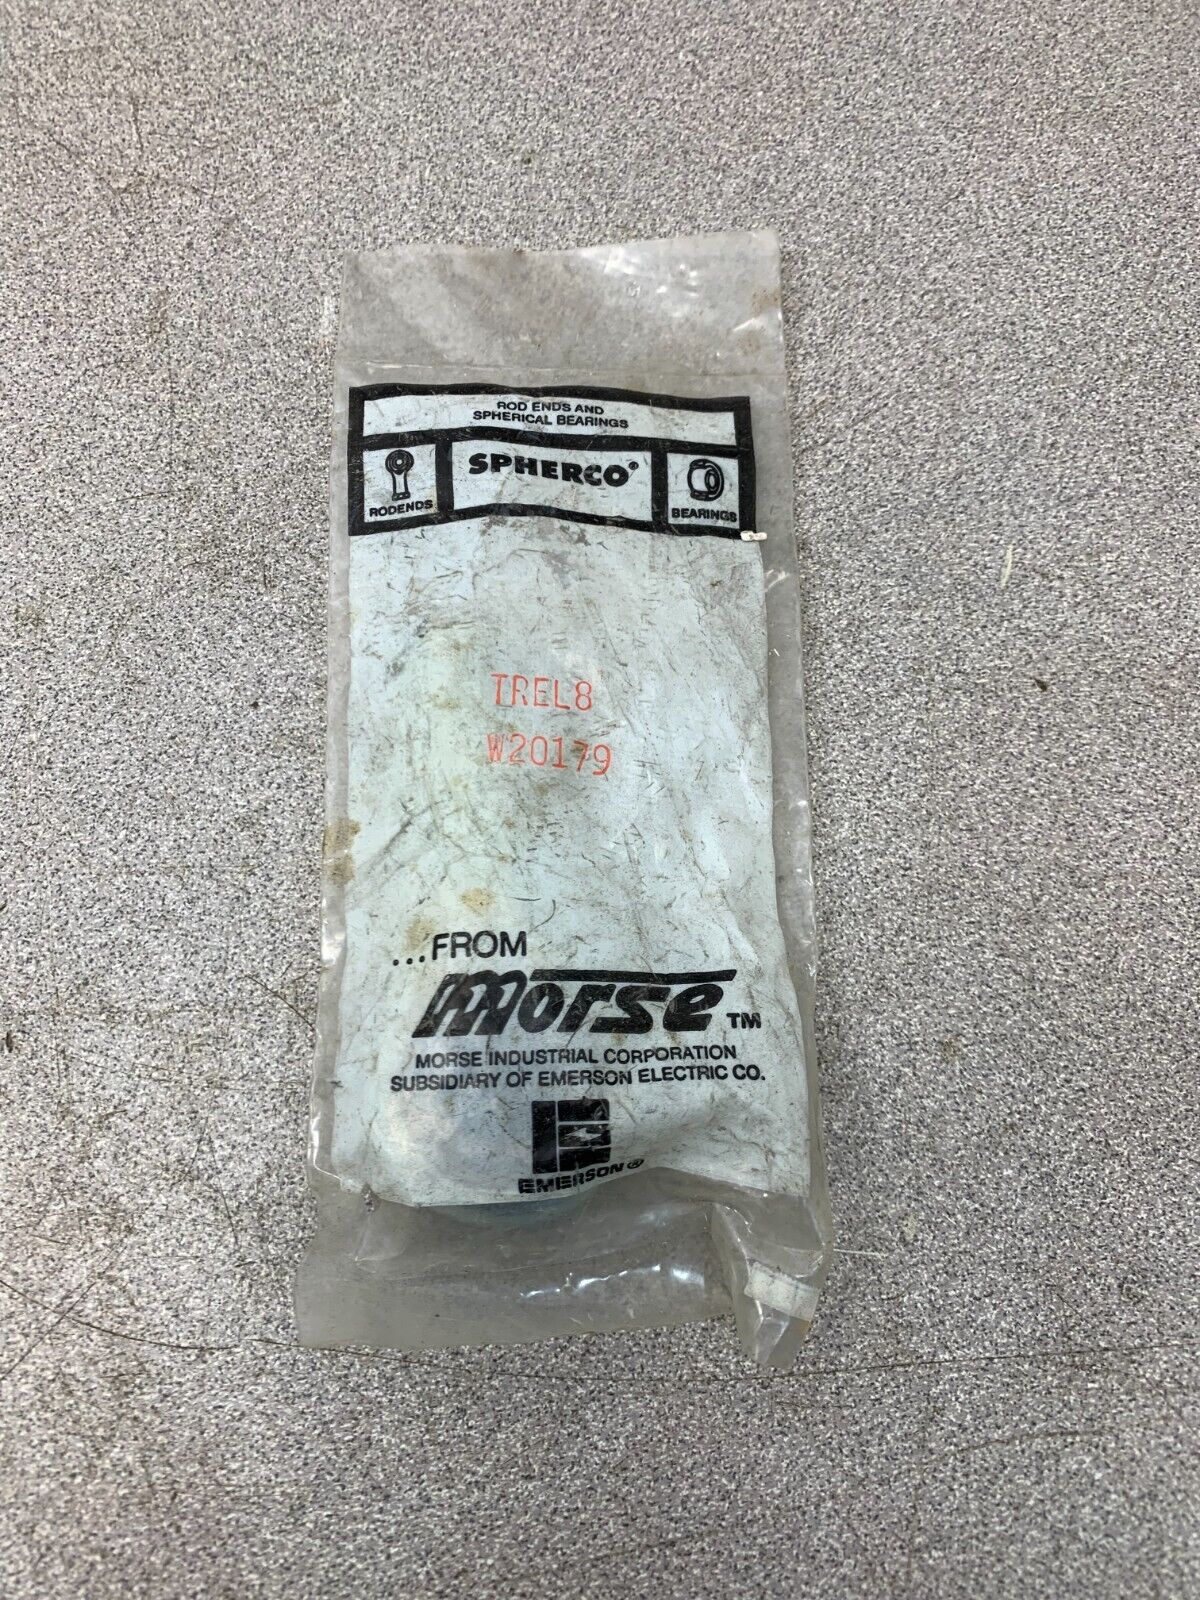 ROD ENDS AND
SPHERICAL BEARINGS
SPHERCO®
RODENDS
BEARINGS
TREL8
W20179
...FROM
morse TM
MORSE INDUSTRIAL CORPORATION
SUBSIDIARY OF EMERSON ELECTRIC CO.
EMERSON®